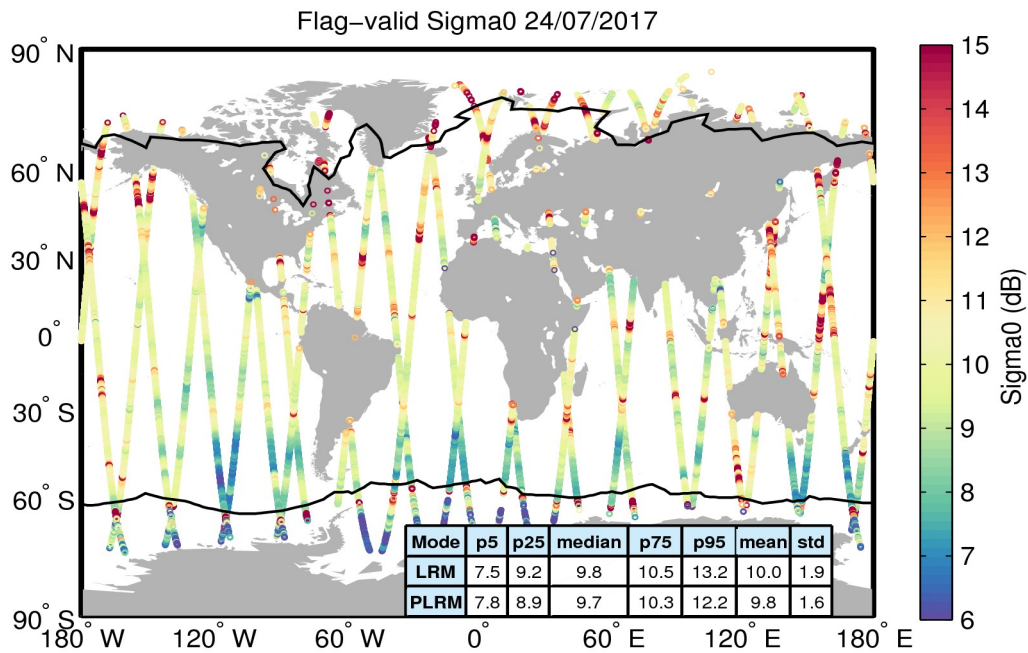 Flag-valid Sigma0 24/07/2017
90° N
60° N
30° N
0°
30° S
60° S
90° S
180° W
120° W
60° W
0°
60° E
120° E
180° E
Mode p5 p25 median p75 p95 mean std
LRM 7.5 9.2 9.8 10.5 13.2 10.0 1.9
PLRM 7.8 8.9 9.7 10.3 12.2 9.8 1.6
15
14
13
12
11
10
9
8
7
6
Sigma0 (dB)